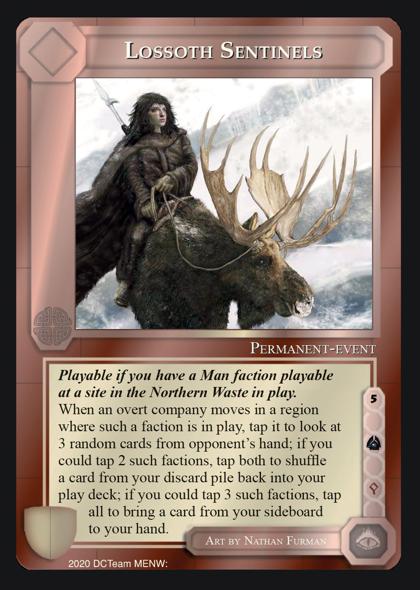 Lossoth Sentinels
Permanent-event
Playable if you have a Man faction playable
at a site in the Northern Waste in play.
When an overt company moves in a region
where such a faction is in play, tap it to look at
3 random cards from opponent's hand; if you
could tap 2 such factions, tap both to shuffle
a card from your discard pile back into your
play deck; if you could tap 3 such factions, tap
all to bring a card from your sideboard
to your hand.
5
Art by Nathan Furman
2020 DCTeam MENW: